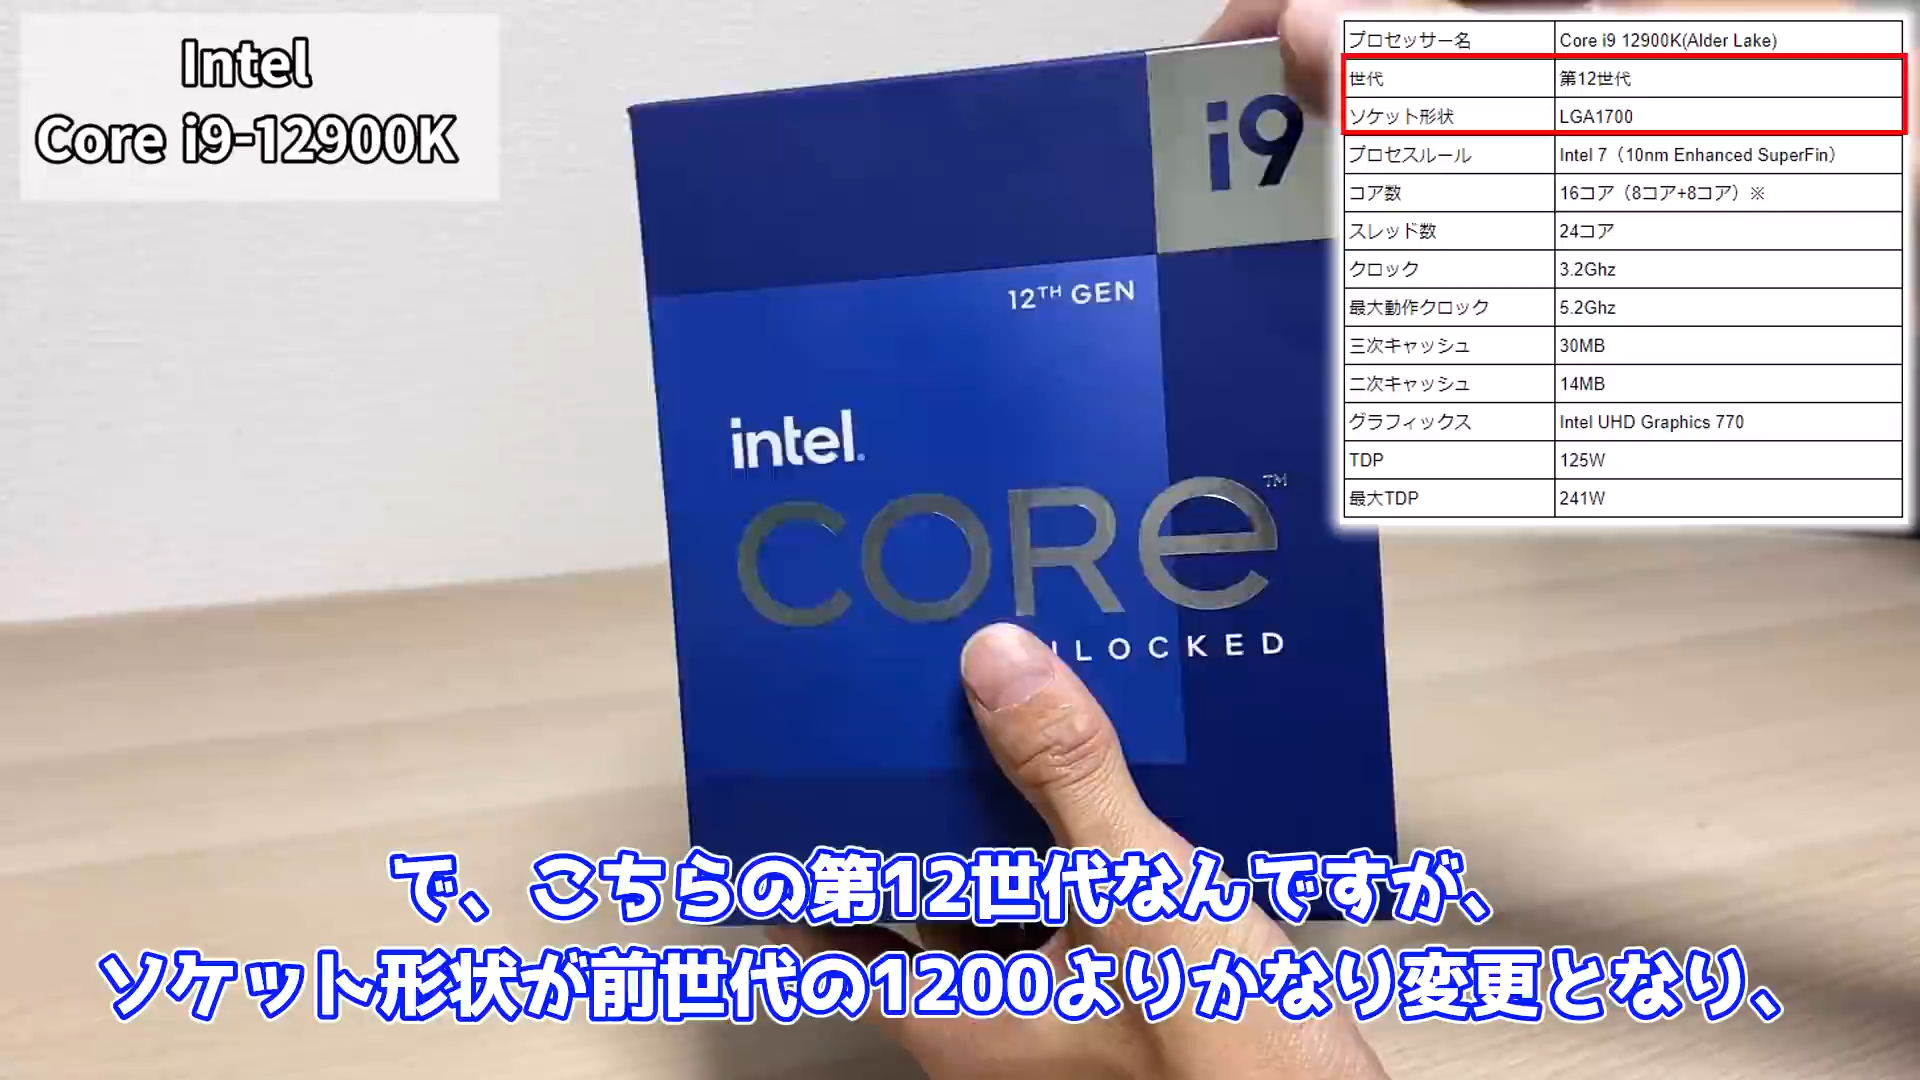 Intel
Core i9-12900K
i9
12TH GEN
intel.
CORe™
LOCKED
プロセッサー名 Core i9 12900K(Alder Lake)
世代 第12世代
ソケット形状 LGA1700
プロセスルール Intel 7（10nm Enhanced SuperFin）
コア数 16コア（8コア+8コア）※
スレッド数 24コア
クロック 3.2Ghz
最大動作クロック 5.2Ghz
三次キャッシュ 30MB
二次キャッシュ 14MB
グラフィックス Intel UHD Graphics 770
TDP 125W
最大TDP 241W
で、こちらの第12世代なんですが、
ソケット形状が前世代の1200よりかなり変更となり、